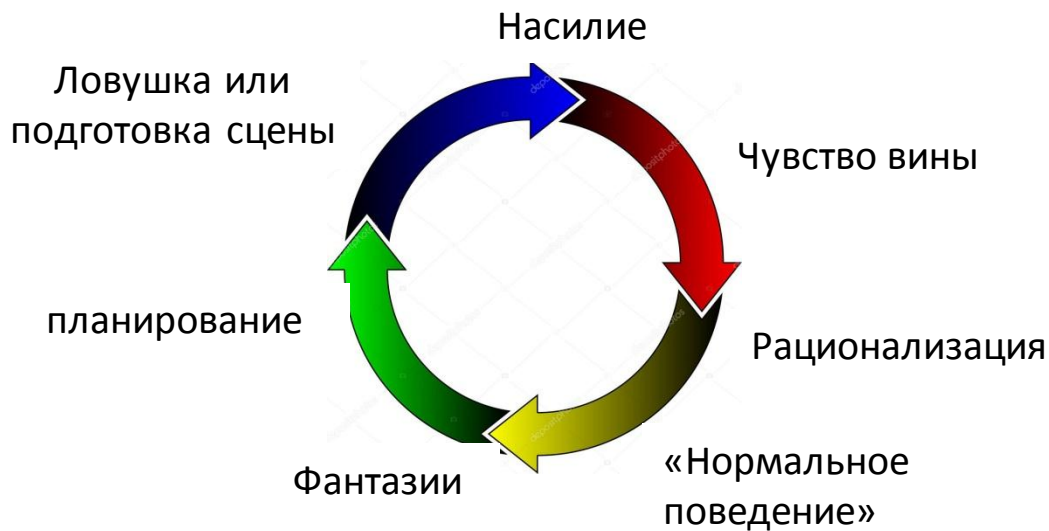 Насилие
Ловушка или
подготовка сцены
Чувство вины
планирование
Рационализация
Фантазии
«Нормальное
поведение»